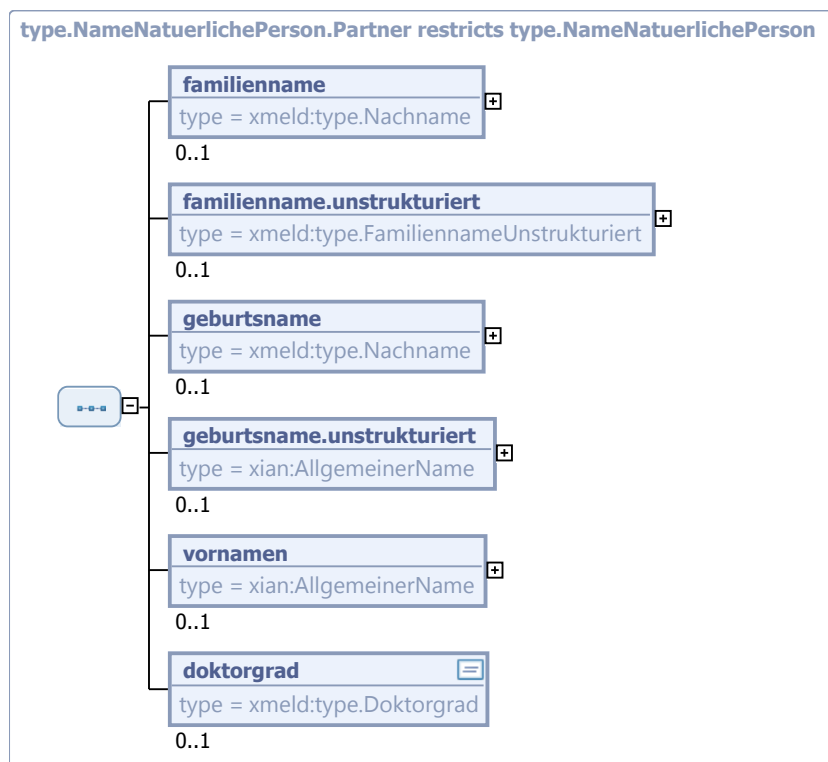 type.NameNatuerlichePerson.Partner restricts type.NameNatuerlichePerson
familienname
type = xmeld:type.Nachname
0..1
familienname.unstrukturiert
type = xmeld:type.FamiliennameUnstrukturiert
0..1
geburtsname
type = xmeld:type.Nachname
0..1
geburtsname.unstrukturiert
type = xian:AllgemeinerName
0..1
vornamen
type = xian:AllgemeinerName
0..1
doktorgrad
type = xmeld:type.Doktorgrad
0..1